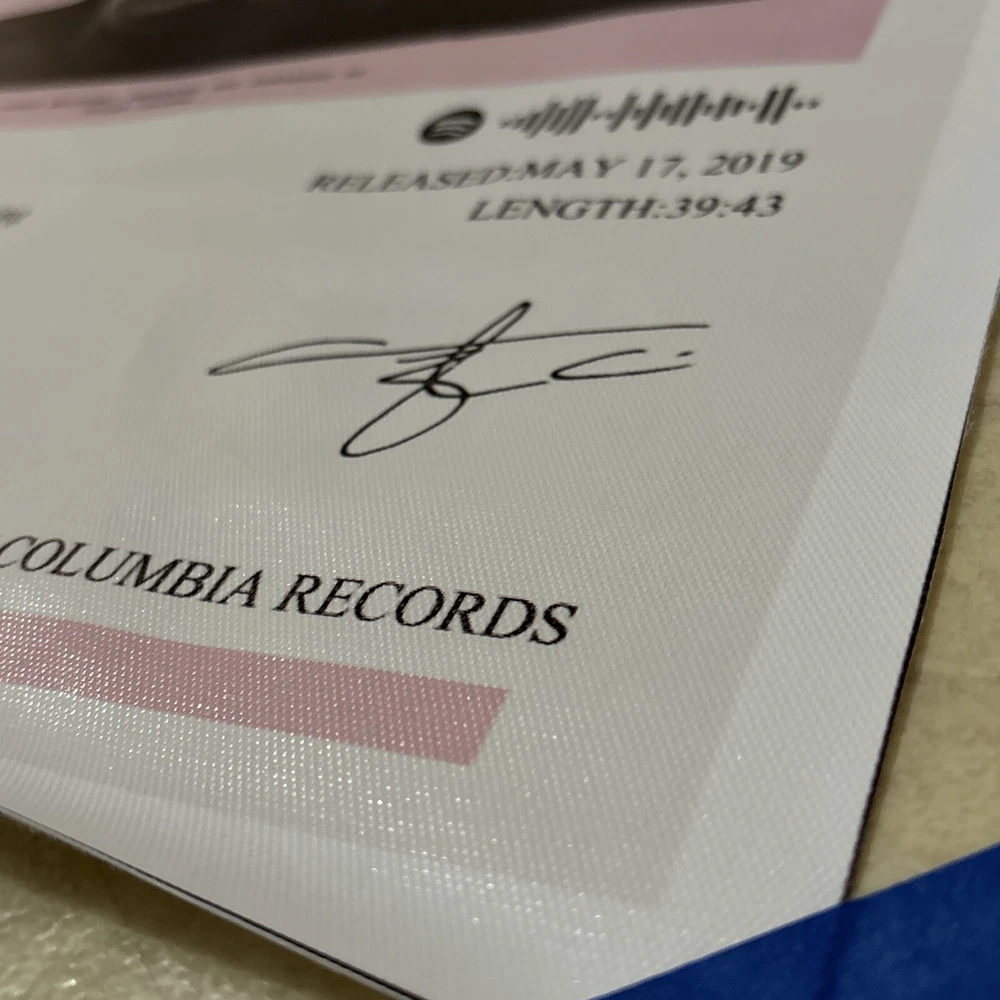 RELEASED:MAY 17, 2019
LENGTH:39:43
COLUMBIA RECORDS